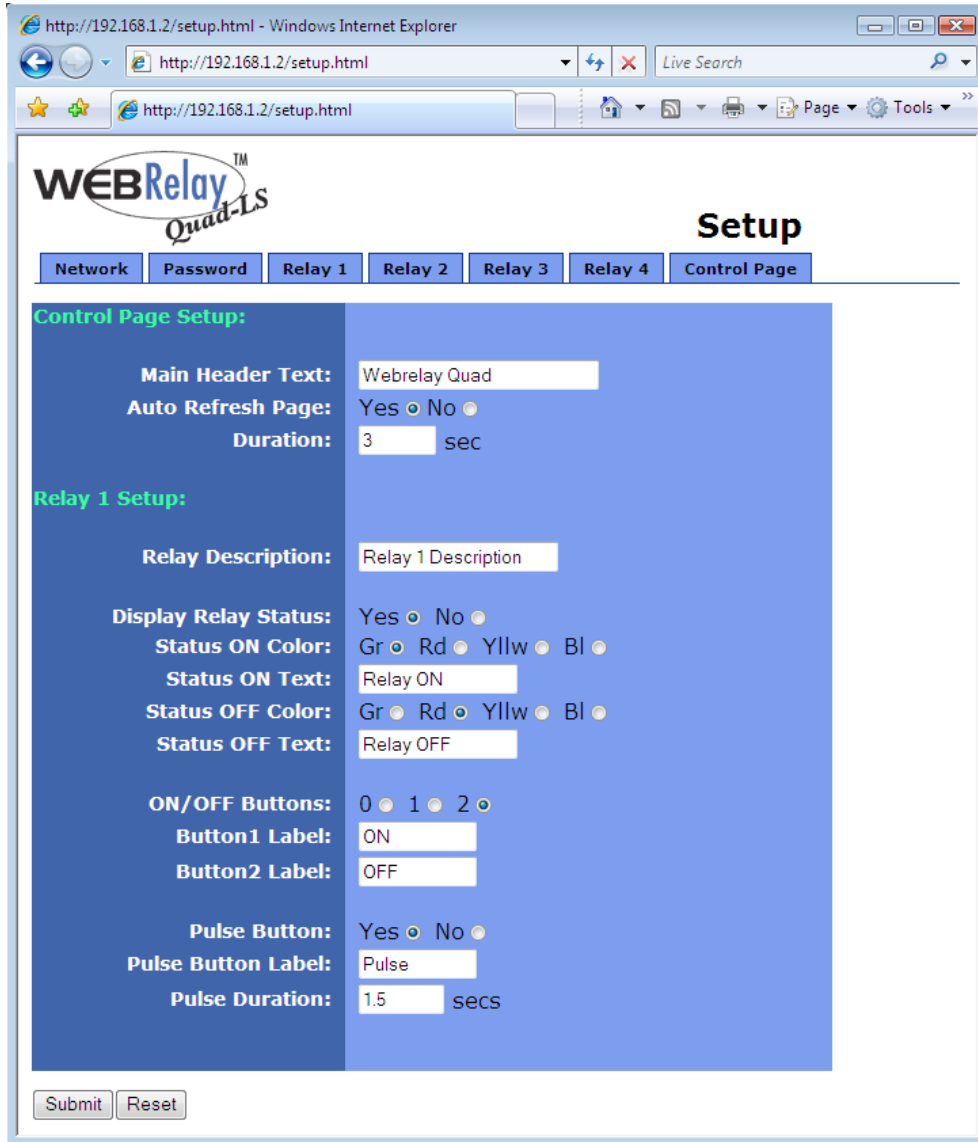 http://192.168.1.2/setup.html - Windows Internet Explorer
http://192.168.1.2/setup.html Live Search
http://192.168.1.2/setup.html Page Tools
WEBRelay™
Quad-LS
Setup
Network Password Relay 1 Relay 2 Relay 3 Relay 4 Control Page
Control Page Setup:
Main Header Text: Webrelay Quad
Auto Refresh Page: Yes No
Duration: 3 sec
Relay 1 Setup:
Relay Description: Relay 1 Description
Display Relay Status: Yes No
Status ON Color: Gr Rd Yllw Bl
Status ON Text: Relay ON
Status OFF Color: Gr Rd Yllw Bl
Status OFF Text: Relay OFF
ON/OFF Buttons: 0 1 2
Button1 Label: ON
Button2 Label: OFF
Pulse Button: Yes No
Pulse Button Label: Pulse
Pulse Duration: 1.5 secs
Submit Reset